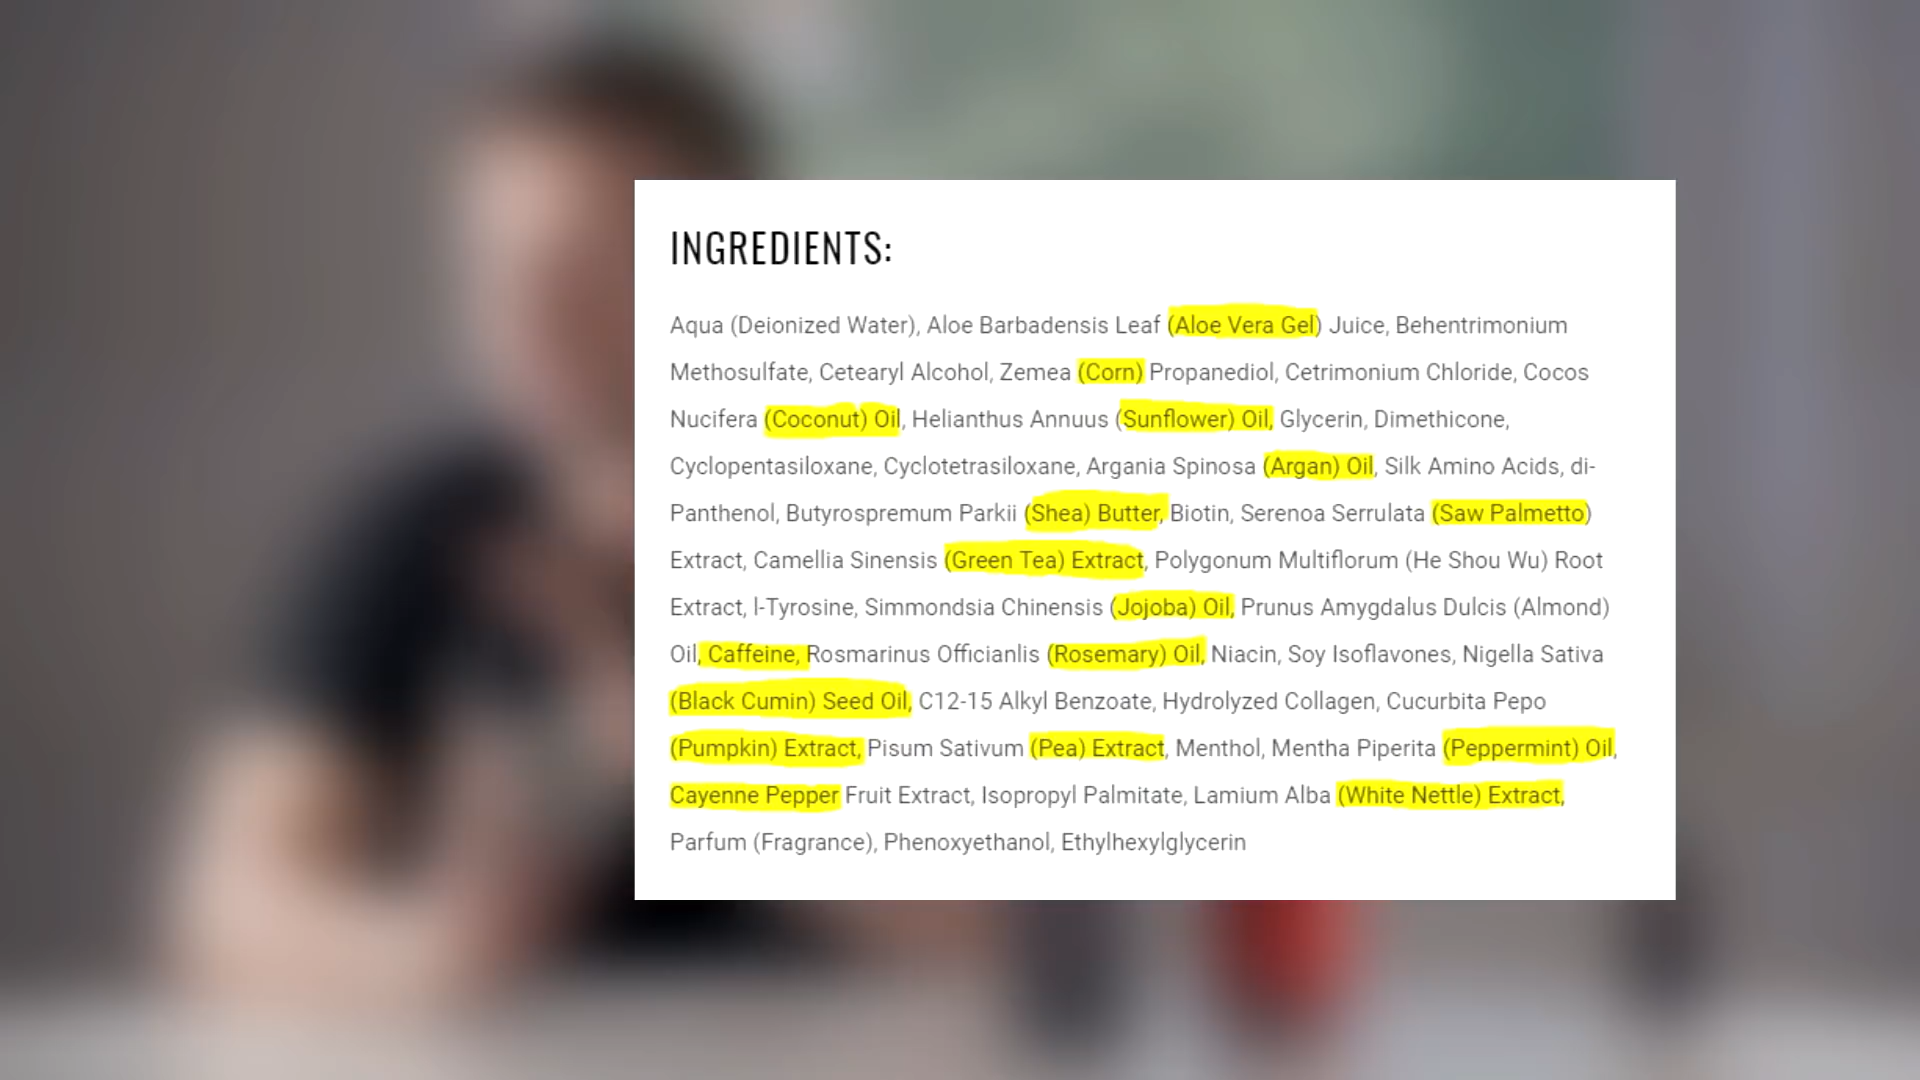 INGREDIENTS:
Aqua (Deionized Water), Aloe Barbadensis Leaf (Aloe Vera Gel) Juice, Behentrimonium
Methosulfate, Cetearyl Alcohol, Zemea (Corn) Propanediol, Cetrimonium Chloride, Cocos
Nucifera (Coconut) Oil, Helianthus Annuus (Sunflower) Oil, Glycerin, Dimethicone,
Cyclopentasiloxane, Cyclotetrasiloxane, Argania Spinosa (Argan) Oil, Silk Amino Acids, di-
Panthenol, Butyrospremum Parkii (Shea) Butter, Biotin, Serenoa Serrulata (Saw Palmetto)
Extract, Camellia Sinensis (Green Tea) Extract, Polygonum Multiflorum (He Shou Wu) Root
Extract, l-Tyrosine, Simmondsia Chinensis (Jojoba) Oil, Prunus Amygdalus Dulcis (Almond)
Oil, Caffeine, Rosmarinus Officianlis (Rosemary) Oil, Niacin, Soy Isoflavones, Nigella Sativa
(Black Cumin) Seed Oil, C12-15 Alkyl Benzoate, Hydrolyzed Collagen, Cucurbita Pepo
(Pumpkin) Extract, Pisum Sativum (Pea) Extract, Menthol, Mentha Piperita (Peppermint) Oil,
Cayenne Pepper Fruit Extract, Isopropyl Palmitate, Lamium Alba (White Nettle) Extract,
Parfum (Fragrance), Phenoxyethanol, Ethylhexylglycerin